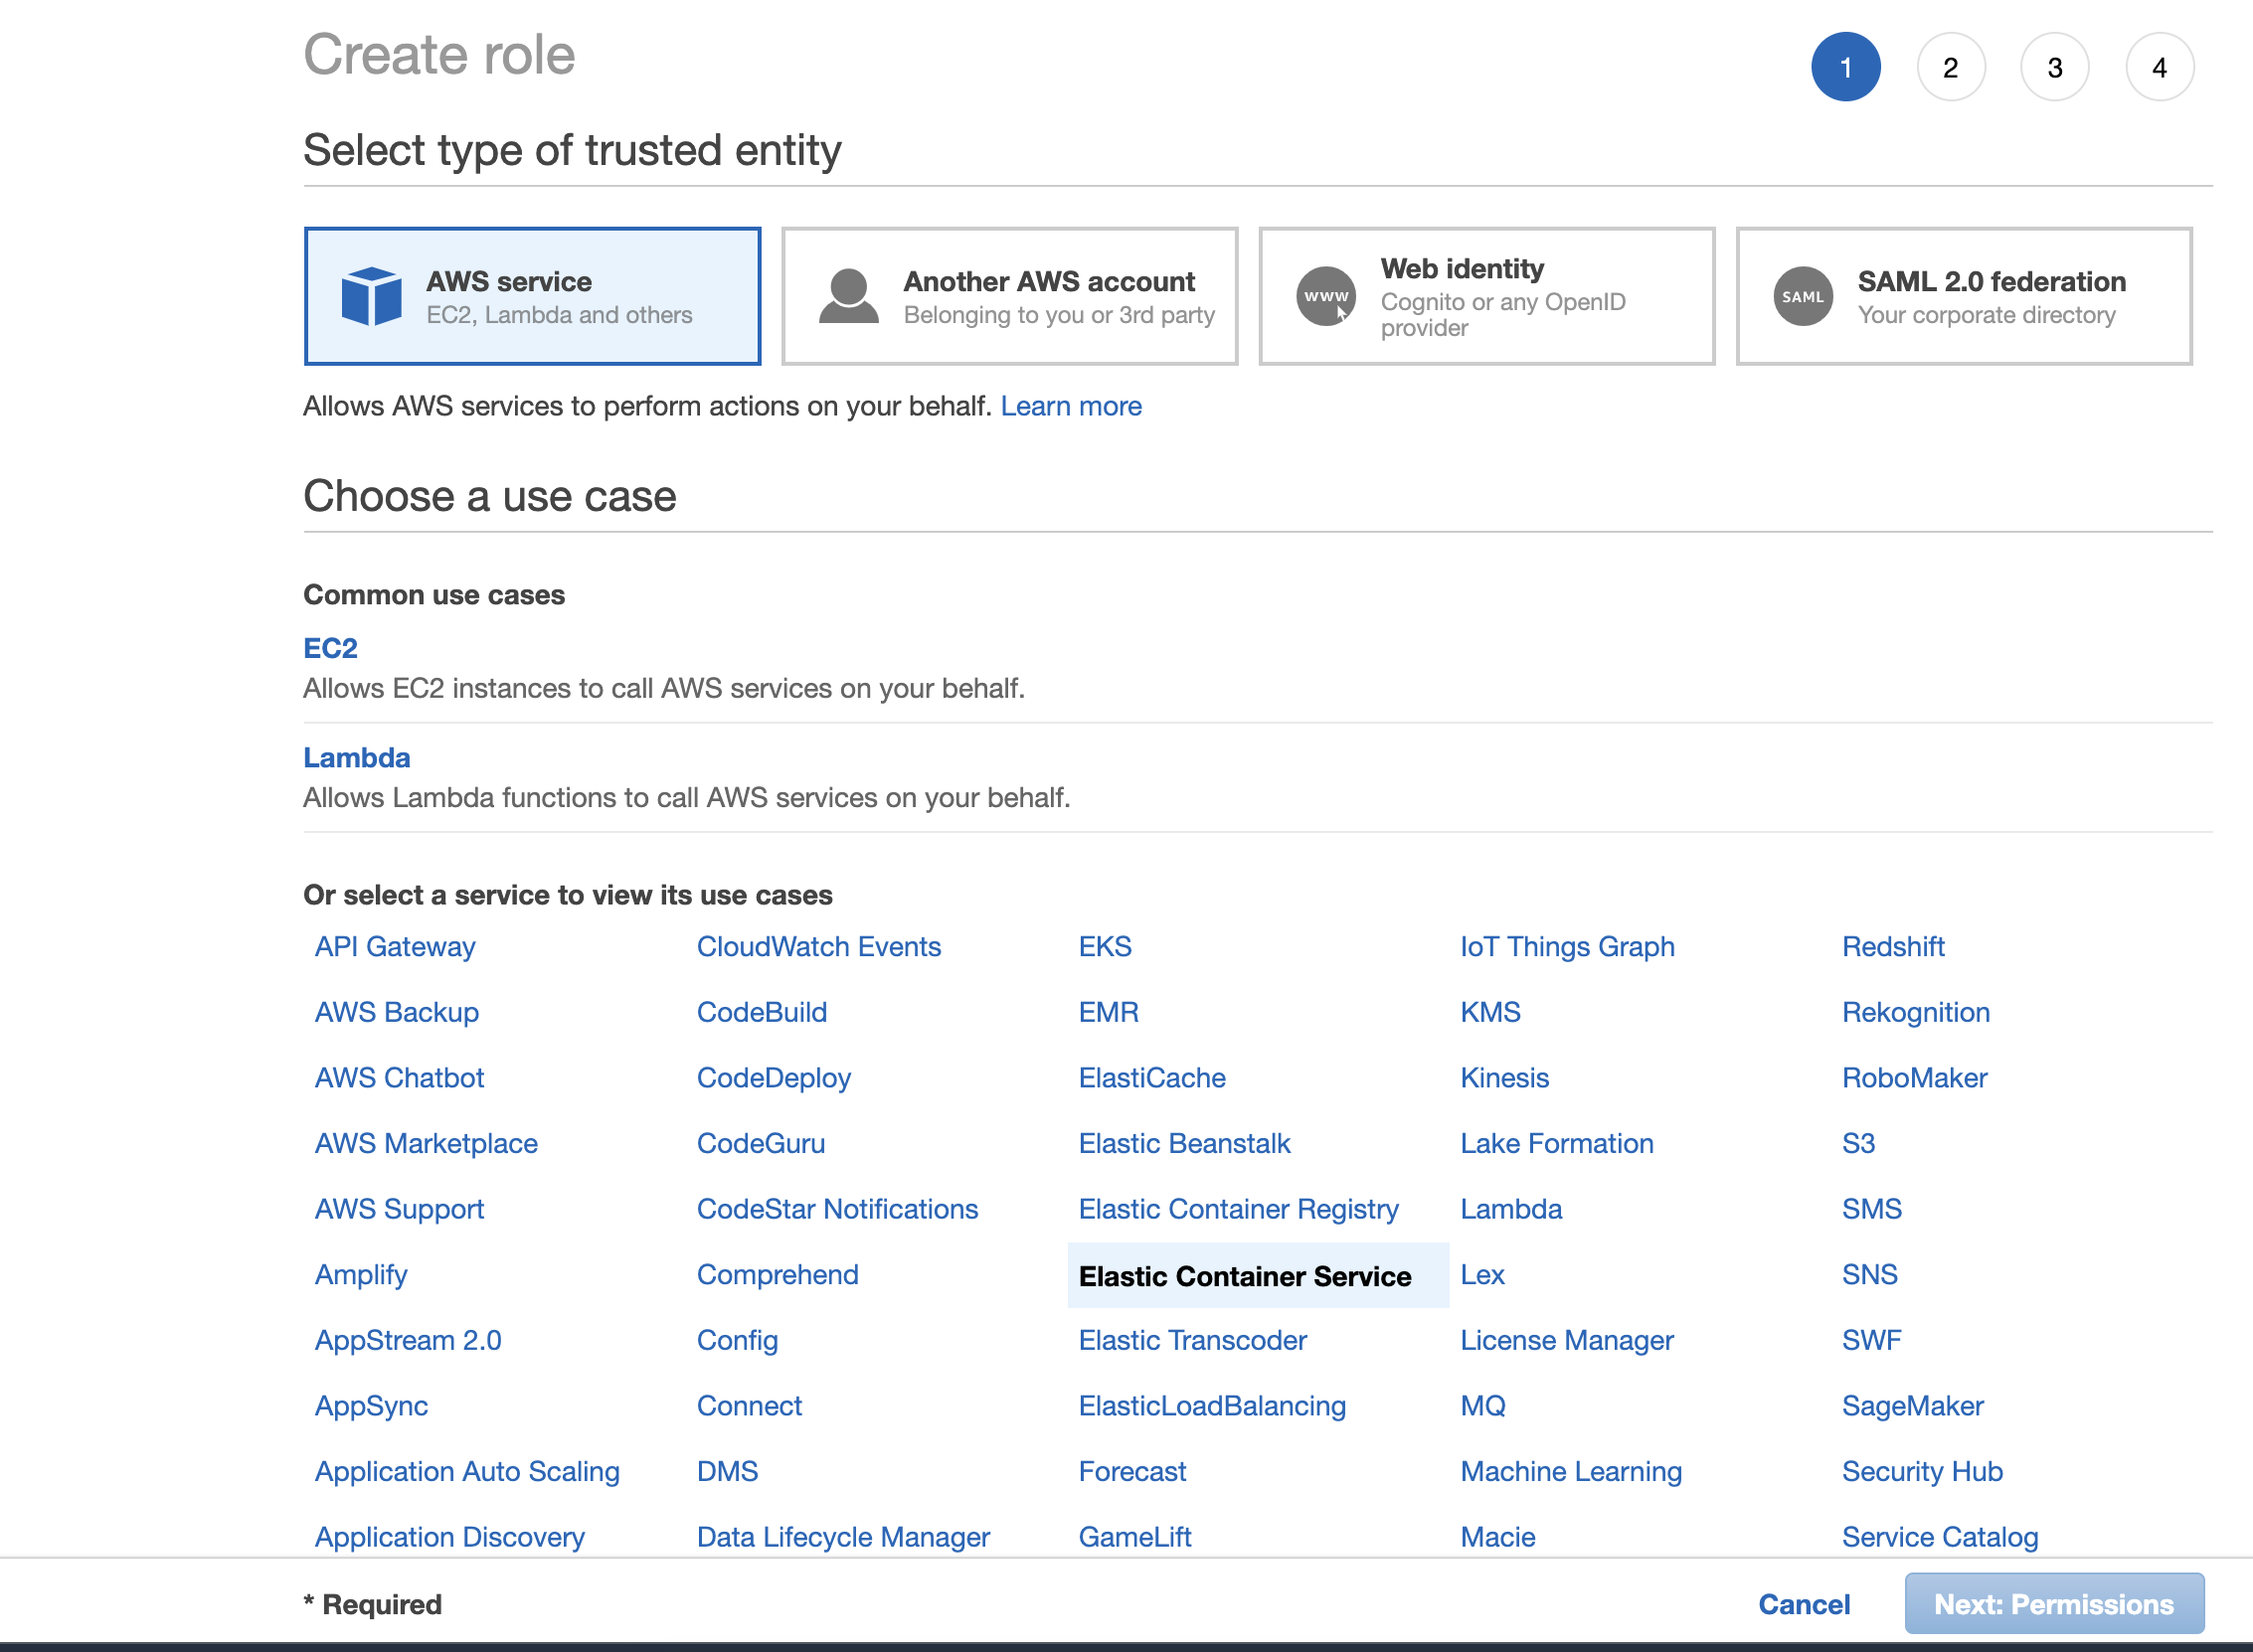 Create role
1 2 3 4
Select type of trusted entity
AWS service
EC2, Lambda and others
Another AWS account
Belonging to you or 3rd party
www
Web identity
Cognito or any OpenID
provider
SAML
SAML 2.0 federation
Your corporate directory
Allows AWS services to perform actions on your behalf. Learn more
Choose a use case
Common use cases
EC2
Allows EC2 instances to call AWS services on your behalf.
Lambda
Allows Lambda functions to call AWS services on your behalf.
Or select a service to view its use cases
API Gateway CloudWatch Events EKS IoT Things Graph Redshift
AWS Backup CodeBuild EMR KMS Rekognition
AWS Chatbot CodeDeploy ElastiCache Kinesis RoboMaker
AWS Marketplace CodeGuru Elastic Beanstalk Lake Formation S3
AWS Support CodeStar Notifications Elastic Container Registry Lambda SMS
Amplify Comprehend Elastic Container Service Lex SNS
AppStream 2.0 Config Elastic Transcoder License Manager SWF
AppSync Connect ElasticLoadBalancing MQ SageMaker
Application Auto Scaling DMS Forecast Machine Learning Security Hub
Application Discovery Data Lifecycle Manager GameLift Macie Service Catalog
* Required Cancel Next: Permissions